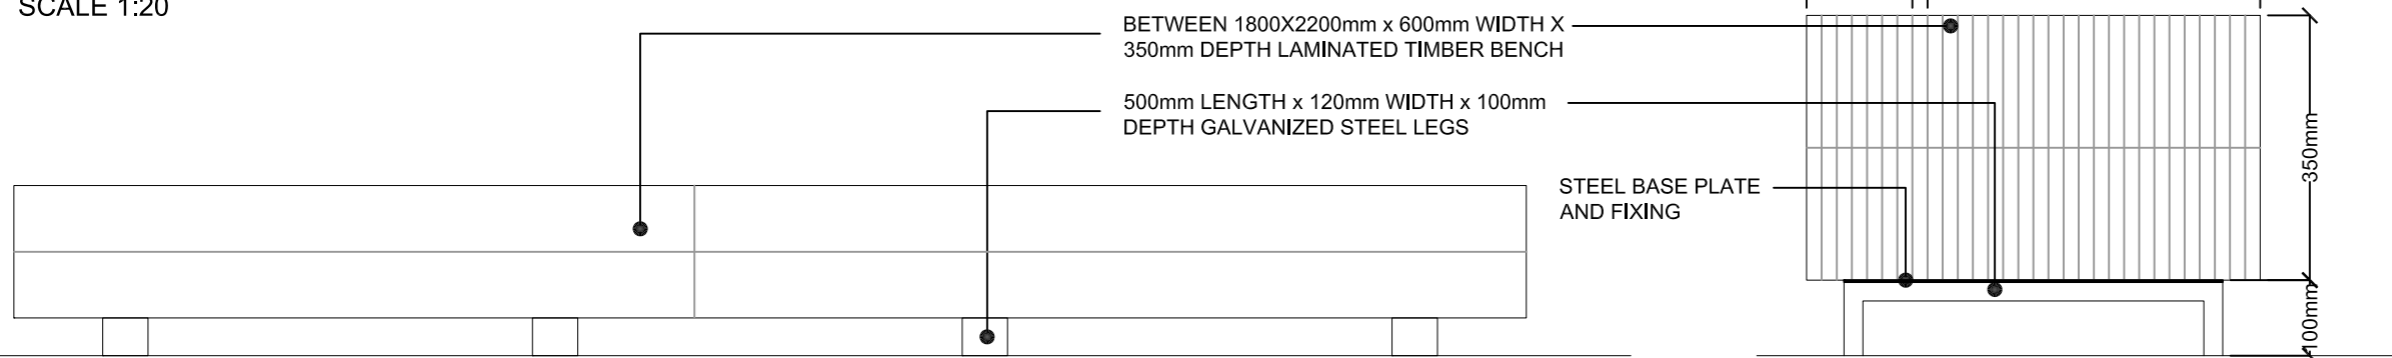 SCALE 1:20
BETWEEN 1800X2200mm x 600mm WIDTH X
350mm DEPTH LAMINATED TIMBER BENCH
500mm LENGTH x 120mm WIDTH x 100mm
DEPTH GALVANIZED STEEL LEGS
STEEL BASE PLATE
AND FIXING
350mm
100mm